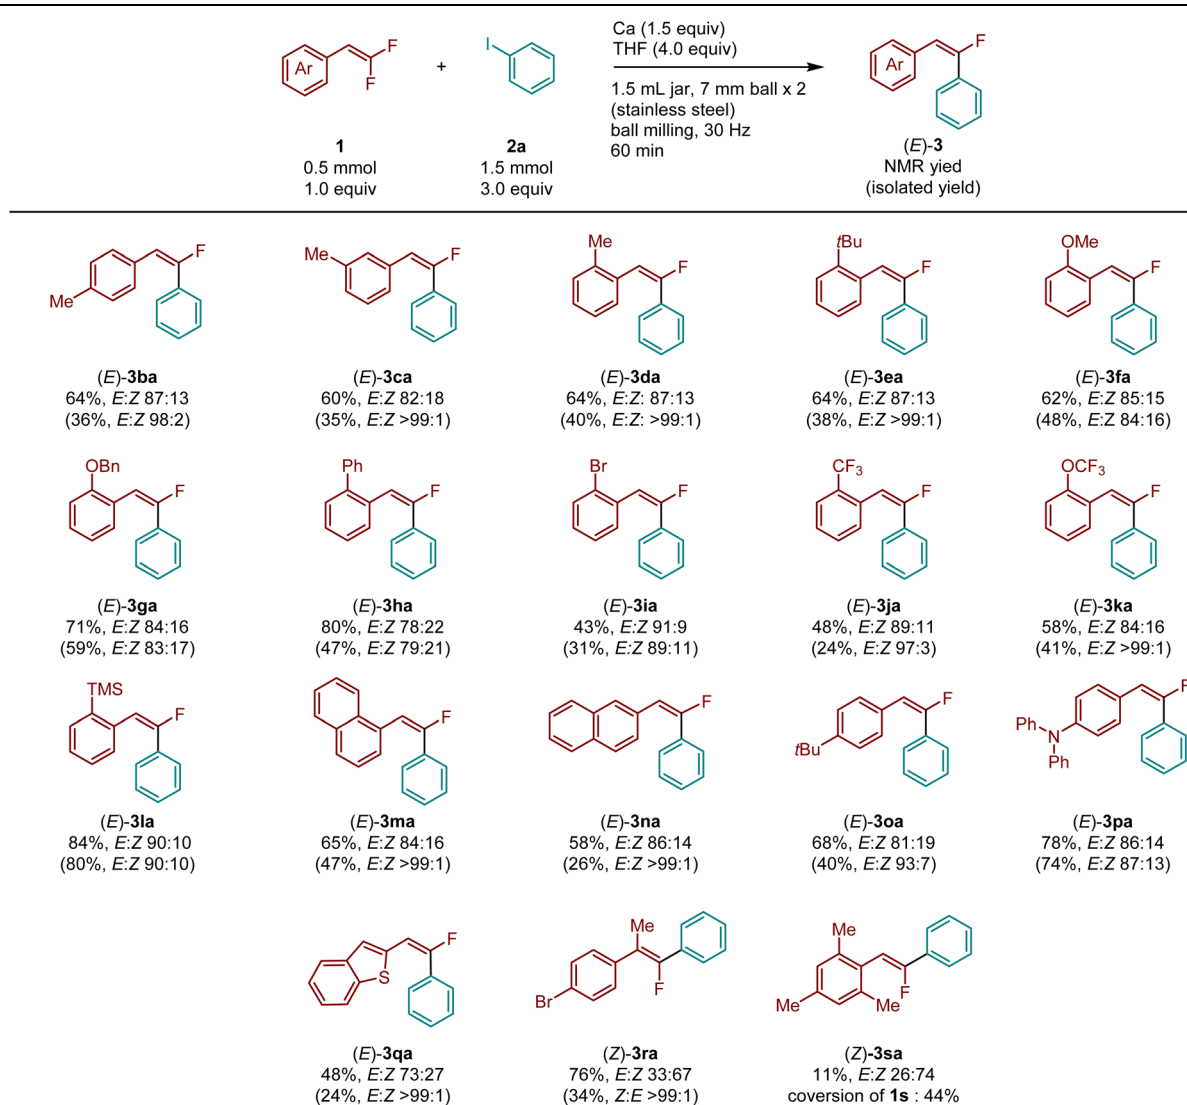 Ca (1.5 equiv)
THF (4.0 equiv)
Ar
F
F
+
I
1.5 mL jar, 7 mm ball x 2
(stainless steel)
ball milling, 30 Hz
60 min
Ar
F
1
0.5 mmol
1.0 equiv
2a
1.5 mmol
3.0 equiv
(E)-3
NMR yied
(isolated yield)
Me
F
(E)-3ba
64%, E:Z 87:13
(36%, E:Z 98:2)
Me
F
(E)-3ca
60%, E:Z 82:18
(35%, E:Z >99:1)
Me
F
(E)-3da
64%, E:Z: 87:13
(40%, E:Z: >99:1)
tBu
F
(E)-3ea
64%, E:Z 87:13
(38%, E:Z >99:1)
OMe
F
(E)-3fa
62%, E:Z 85:15
(48%, E:Z 84:16)
OBn
F
(E)-3ga
71%, E:Z 84:16
(59%, E:Z 83:17)
Ph
F
(E)-3ha
80%, E:Z 78:22
(47%, E:Z 79:21)
Br
F
(E)-3ia
43%, E:Z 91:9
(31%, E:Z 89:11)
CF3
F
(E)-3ja
48%, E:Z 89:11
(24%, E:Z 97:3)
OCF3
F
(E)-3ka
58%, E:Z 84:16
(41%, E:Z >99:1)
TMS
F
(E)-3la
84%, E:Z 90:10
(80%, E:Z 90:10)
F
(E)-3ma
65%, E:Z 84:16
(47%, E:Z >99:1)
F
(E)-3na
58%, E:Z 86:14
(26%, E:Z >99:1)
tBu
F
(E)-3oa
68%, E:Z 81:19
(40%, E:Z 93:7)
Ph
N
Ph
F
(E)-3pa
78%, E:Z 86:14
(74%, E:Z 87:13)
S
F
(E)-3qa
48%, E:Z 73:27
(24%, E:Z >99:1)
Me
Br
F
(Z)-3ra
76%, E:Z 33:67
(34%, Z:E >99:1)
Me
Me
Me
F
(Z)-3sa
11%, E:Z 26:74
coversion of 1s : 44%